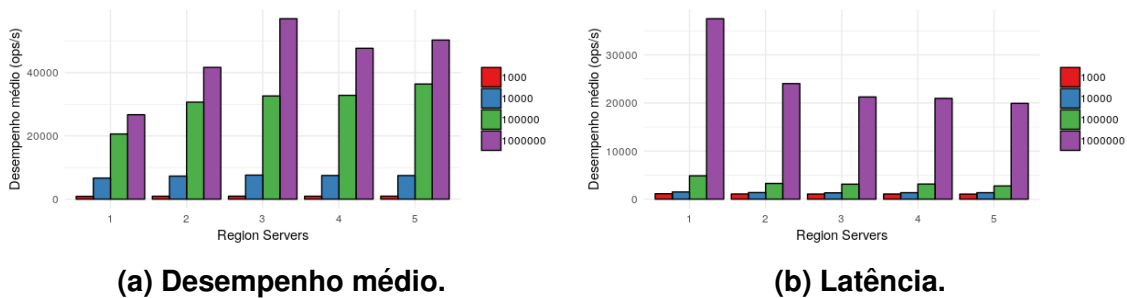 Desempenho médio (ops/s)
40000
20000
0
1 2 3 4 5
Region Servers
1000
10000
100000
1000000
(a) Desempenho médio.
Desempenho médio (ops/s)
30000
20000
10000
0
1 2 3 4 5
Region Servers
1000
10000
100000
1000000
(b) Latência.